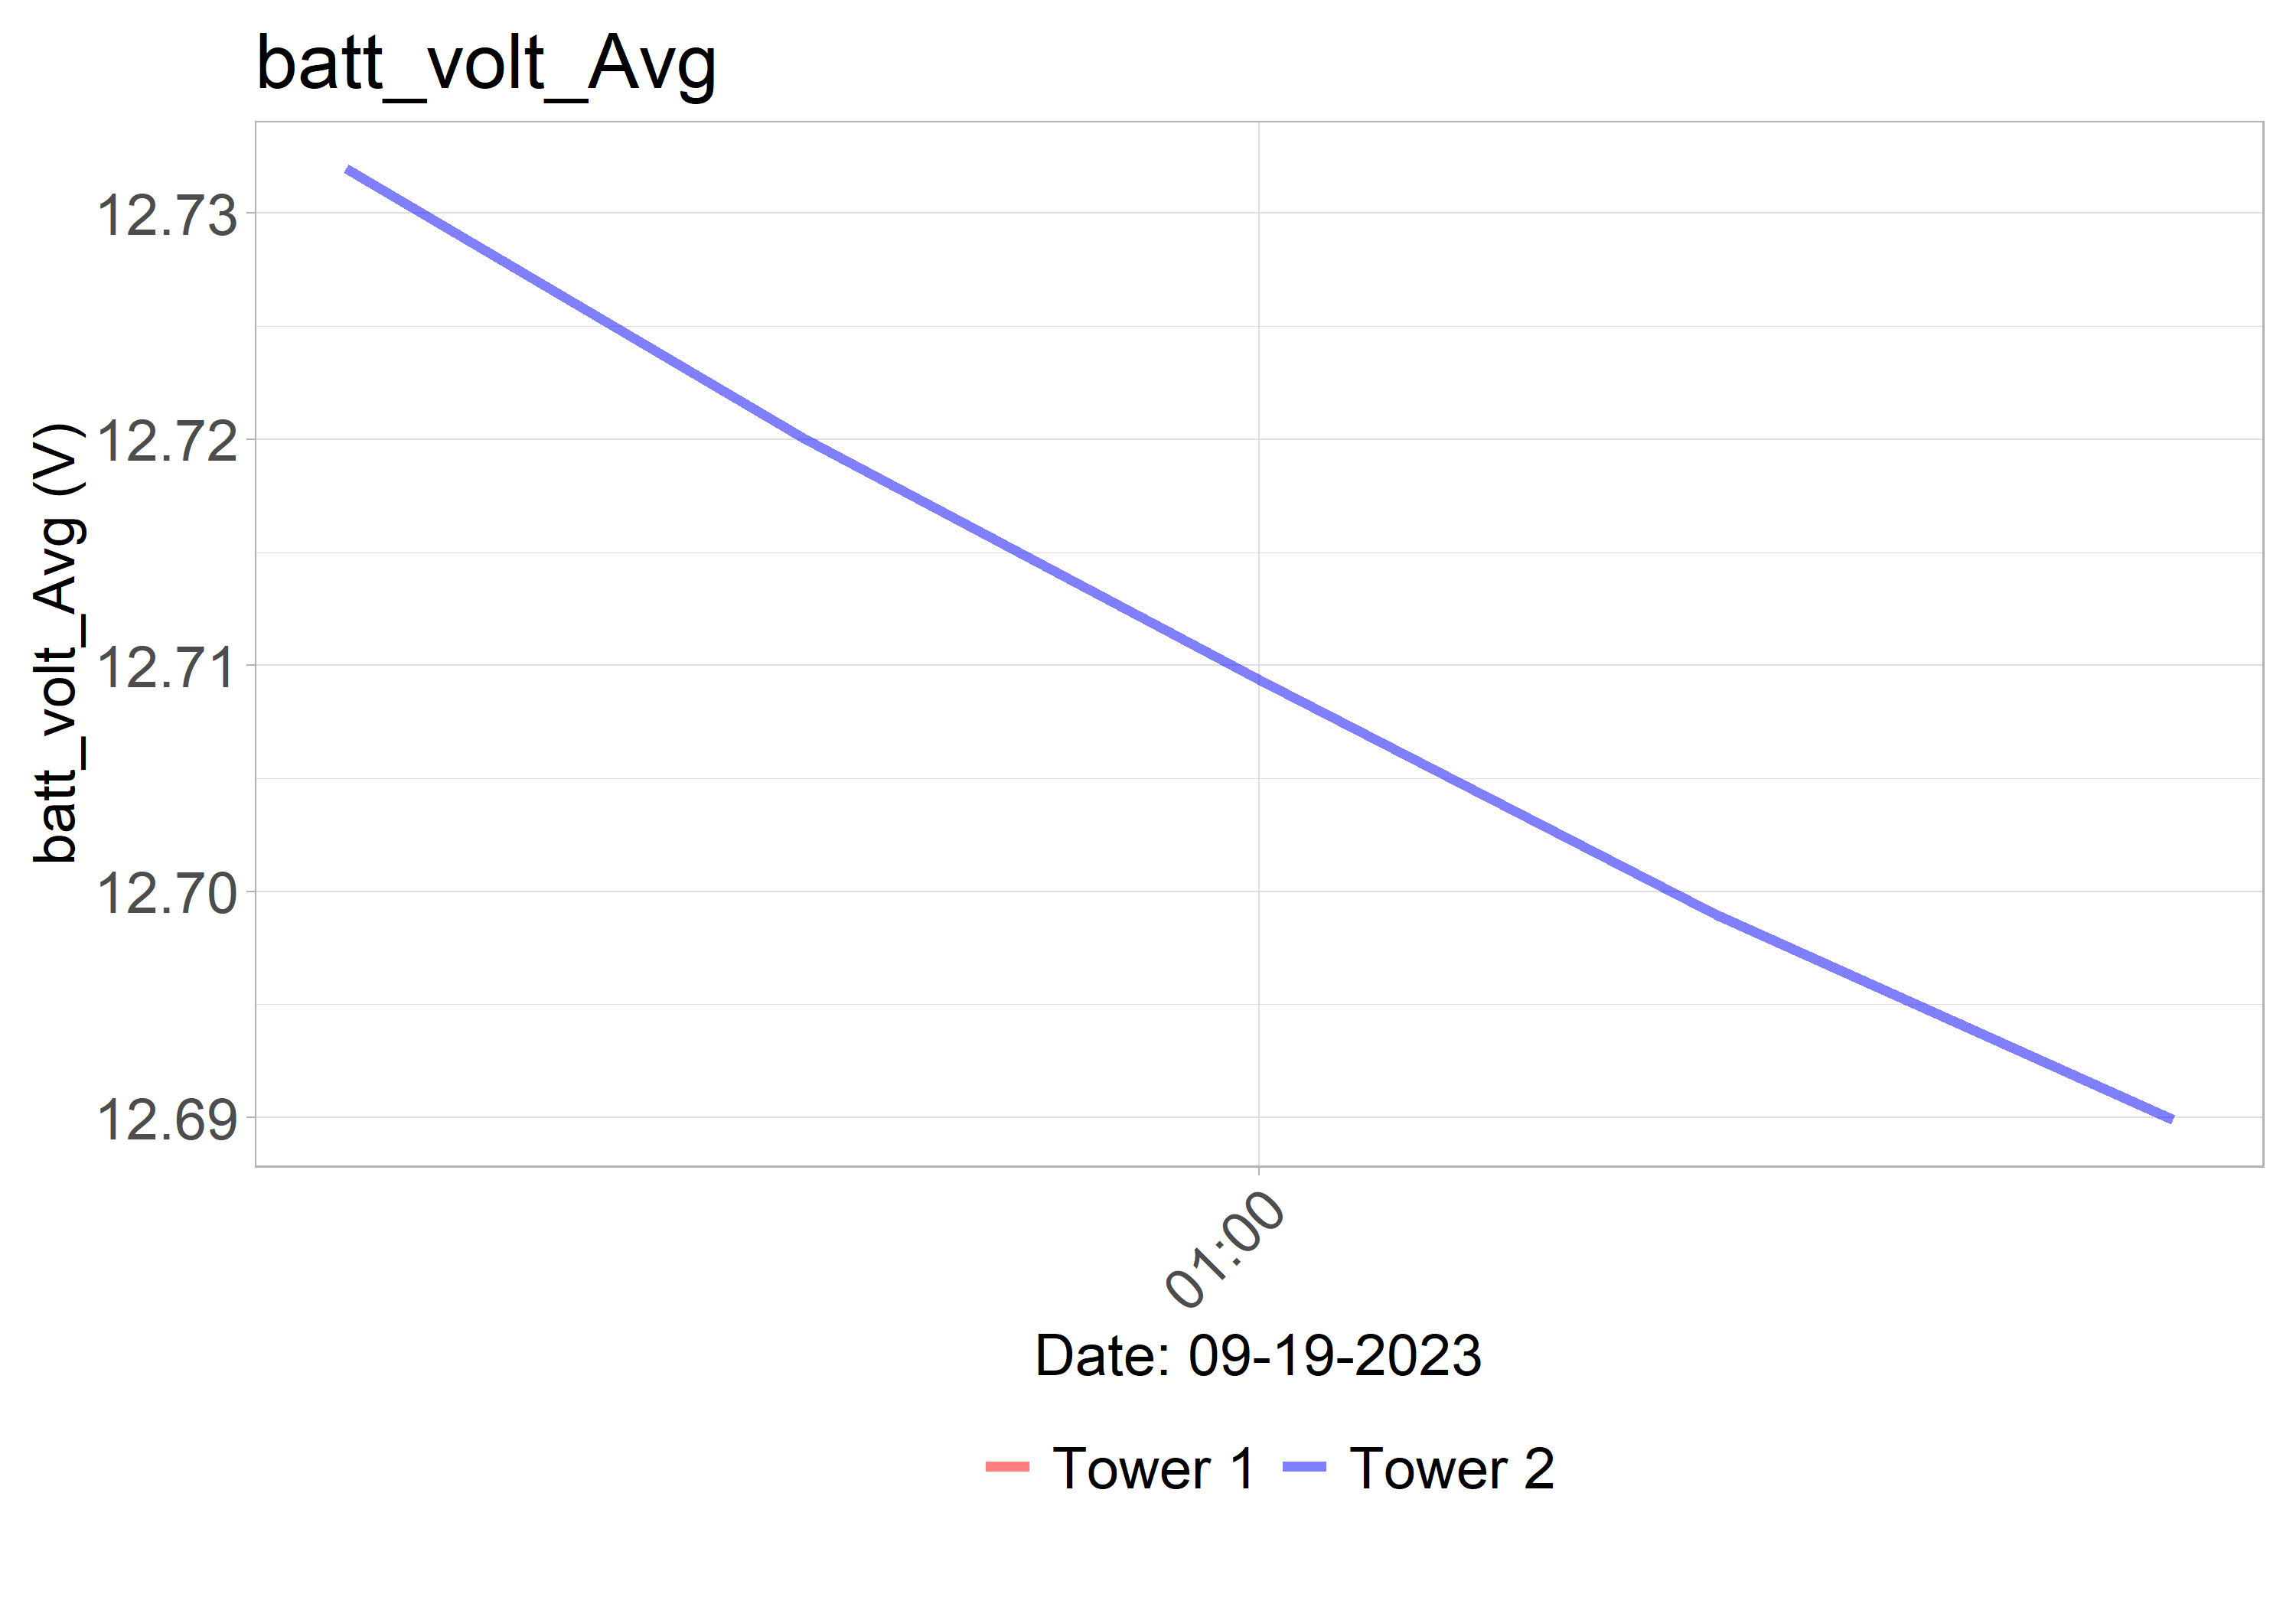 batt_volt_Avg
batt_volt_Avg (V)
12.73
12.72
12.71
12.70
12.69
01:00
Date: 09-19-2023
Tower 1 Tower 2